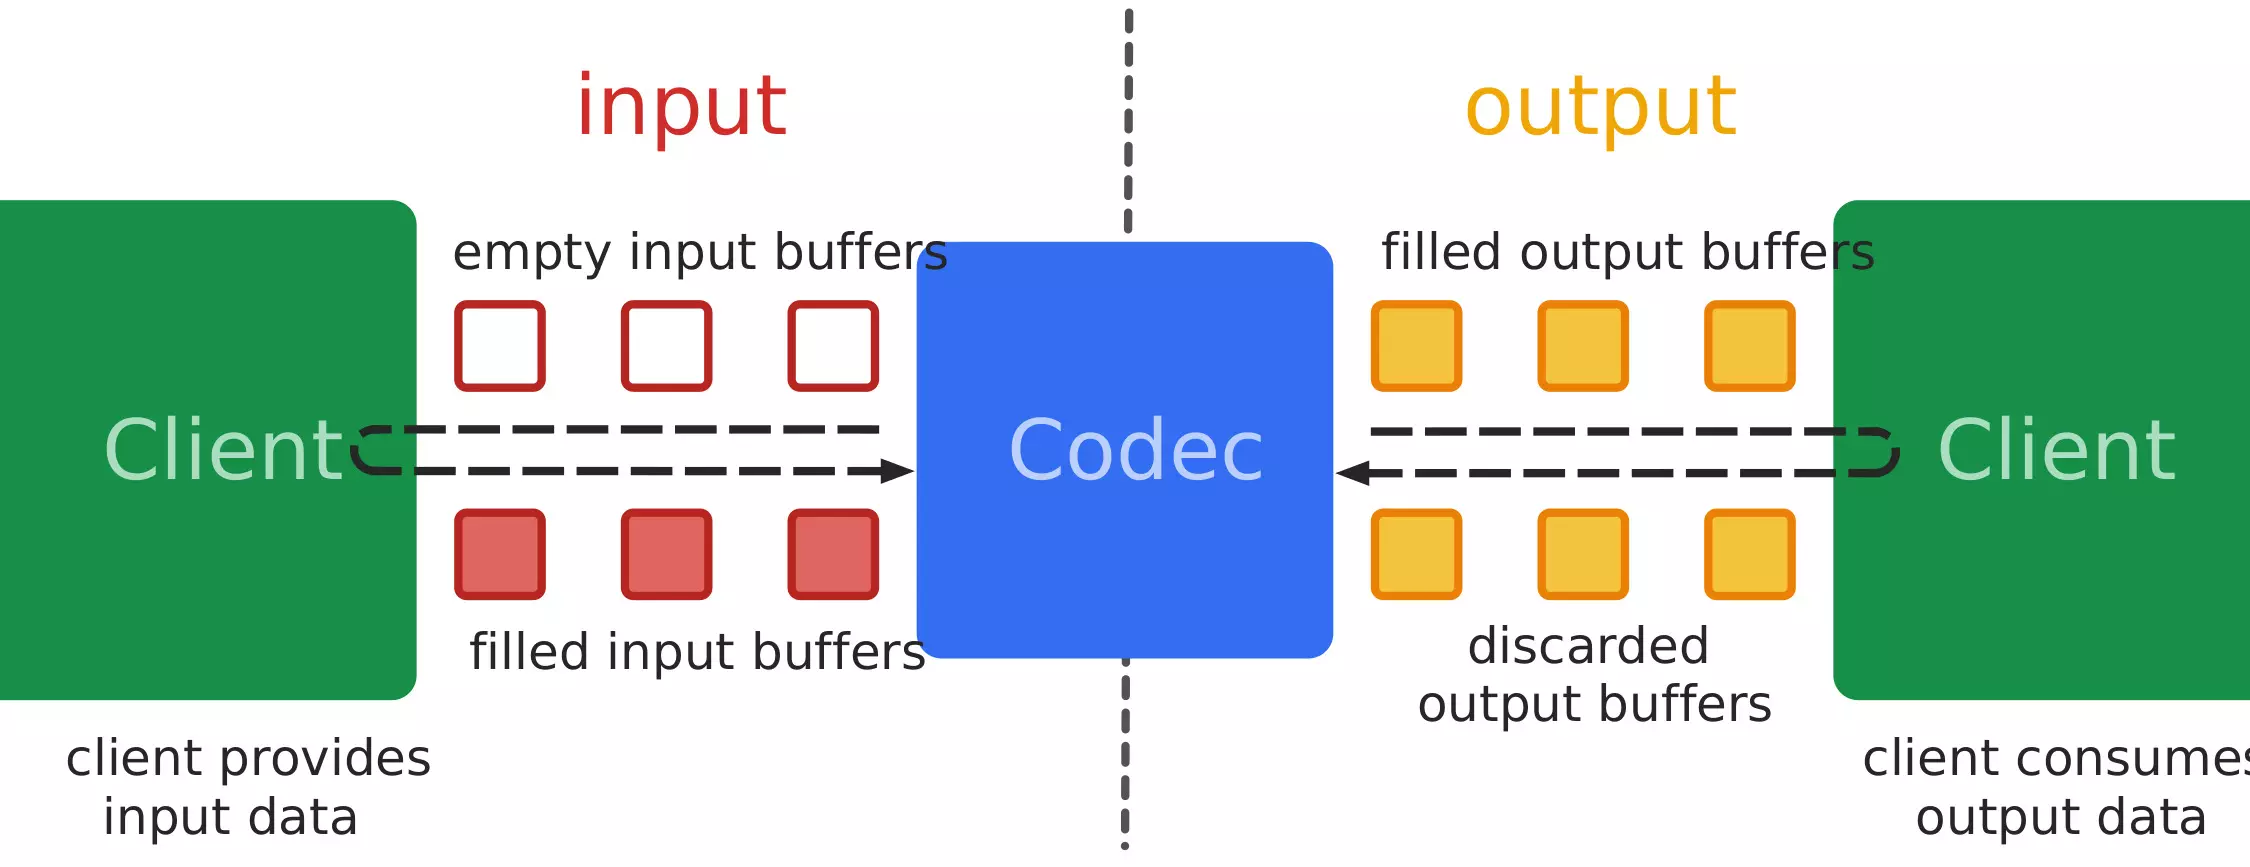 input
output
empty input buffers
filled output buffers
Client
Codec
Client
filled input buffers
discarded
output buffers
client provides
input data
client consumes
output data